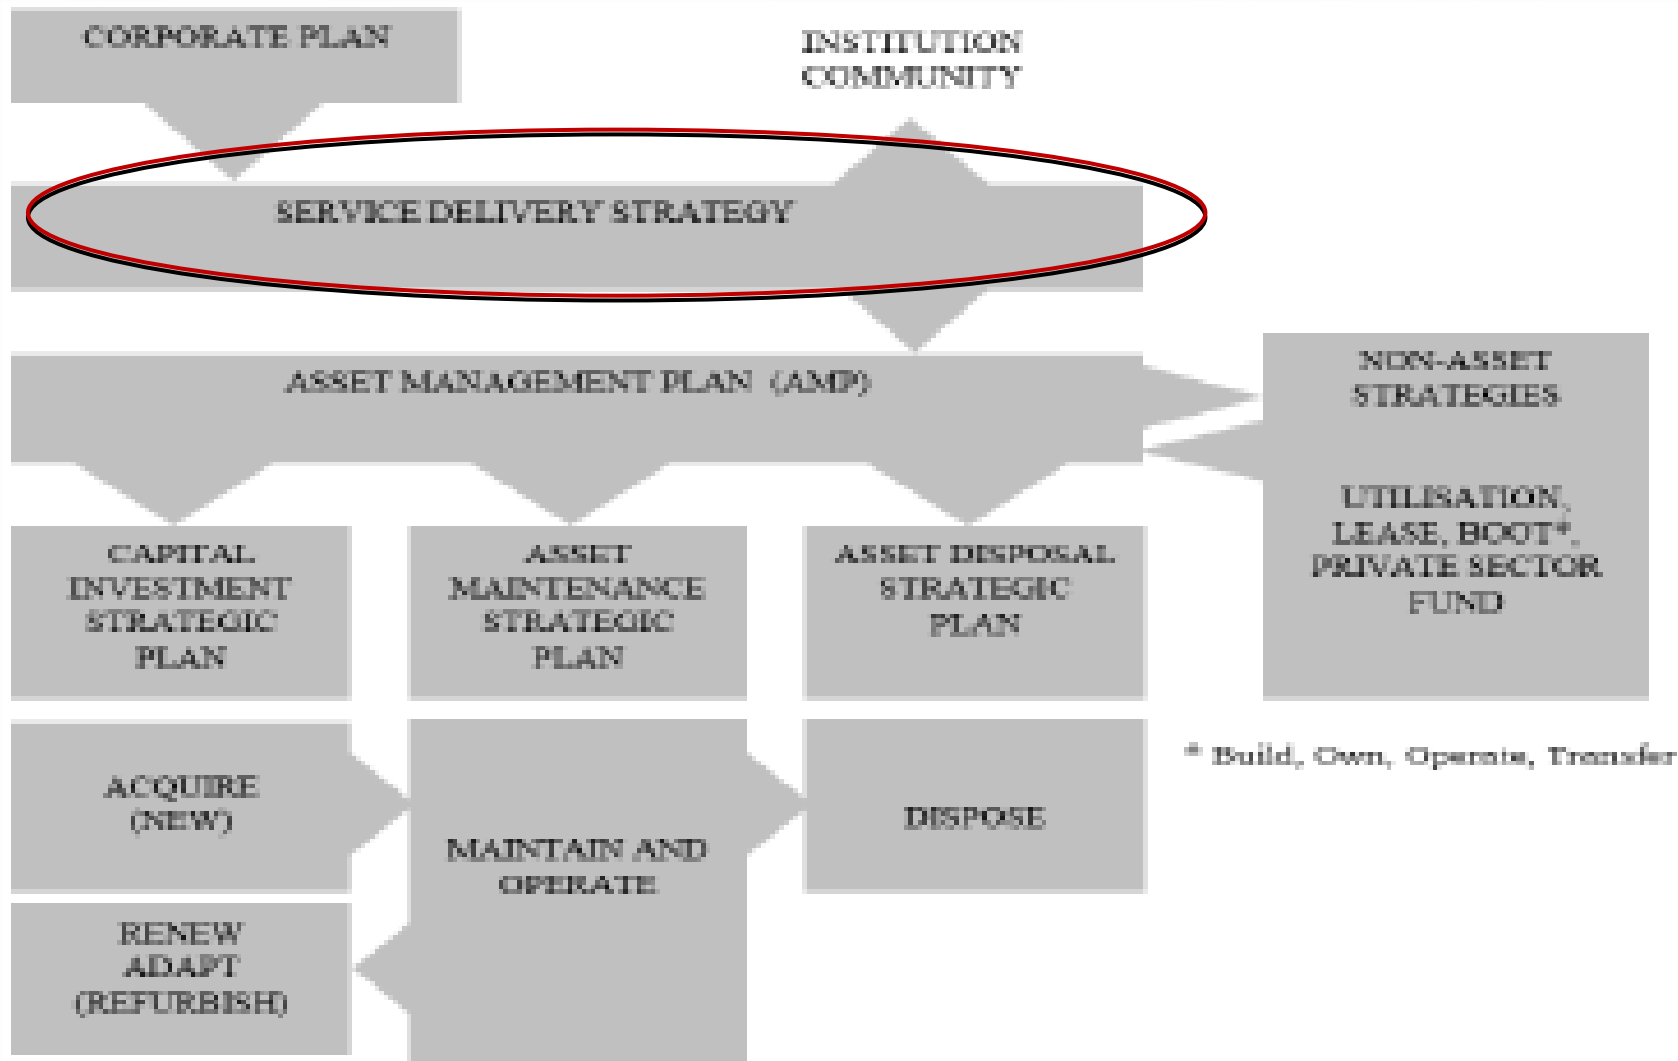 CORPORATE PLAN
INSTITUTION
COMMUNITY
SERVICE DELIVERY STRATEGY
ASSET MANAGEMENT PLAN (AMP)
NON-ASSET
STRATEGIES
UTILISATION,
LEASE, BOOT*,
PRIVATE SECTOR
FUND
CAPITAL
INVESTMENT
STRATEGIC
PLAN
ASSET
MAINTENANCE
STRATEGIC
PLAN
ASSET DISPOSAL
STRATEGIC
PLAN
* Build, Own, Operate, Transfer
ACQUIRE
(NEW)
MAINTAIN AND
OPERATE
DISPOSE
RENEW
ADAPT
(REFURBISH)